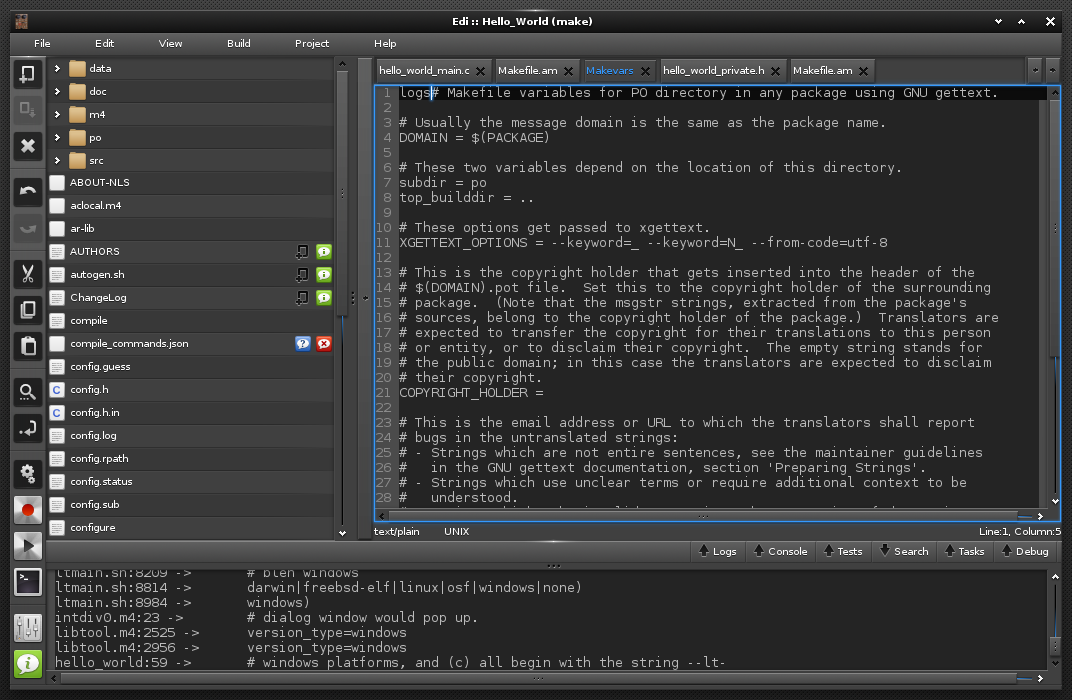 Edi :: Hello_World (make)
File Edit View Build Project Help
data
doc
m4
po
src
ABOUT-NLS
aclocal.m4
ar-lib
AUTHORS
autogen.sh
ChangeLog
compile
compile_commands.json
config.guess
config.h
config.h.in
config.log
config.rpath
config.status
config.sub
configure
hello_world_main.c Makefile.am Makevars hello_world_private.h Makefile.am
1 logs# Makefile variables for PO directory in any package using GNU gettext.
2
3 # Usually the message domain is the same as the package name.
4 DOMAIN = $(PACKAGE)
5
6 # These two variables depend on the location of this directory.
7 subdir = po
8 top_builddir = ..
9
10 # These options get passed to xgettext.
11 XGETTEXT_OPTIONS = --keyword=_ --keyword=N_ --from-code=utf-8
12
13 # This is the copyright holder that gets inserted into the header of the
14 # $(DOMAIN).pot file.  Set this to the copyright holder of the surrounding
15 # package.  (Note that the msgstr strings, extracted from the package's
16 # sources, belong to the copyright holder of the package.)  Translators are
17 # expected to transfer the copyright for their translations to this person
18 # or entity, or to disclaim their copyright.  The empty string stands for
19 # the public domain; in this case the translators are expected to disclaim
20 # their copyright.
21 COPYRIGHT_HOLDER =
22
23 # This is the email address or URL to which the translators shall report
24 # bugs in the untranslated strings:
25 # - Strings which are not entire sentences, see the maintainer guidelines
26 #   in the GNU gettext documentation, section 'Preparing Strings'.
27 # - Strings which use unclear terms or require additional context to be
28 #   understood.
text/plain UNIX Line:1, Column:5
Logs Console Tests Search Tasks Debug
ltmain.sh:8209 -> # blen windows
ltmain.sh:8814 -> darwin|freebsd-elf|linux|osf|windows|none)
ltmain.sh:8984 -> windows)
intdiv0.m4:23 -> # dialog window would pop up.
libtool.m4:2525 -> version_type=windows
libtool.m4:2956 -> version_type=windows
hello_world:59 -> # windows platforms, and (c) all begin with the string --lt-